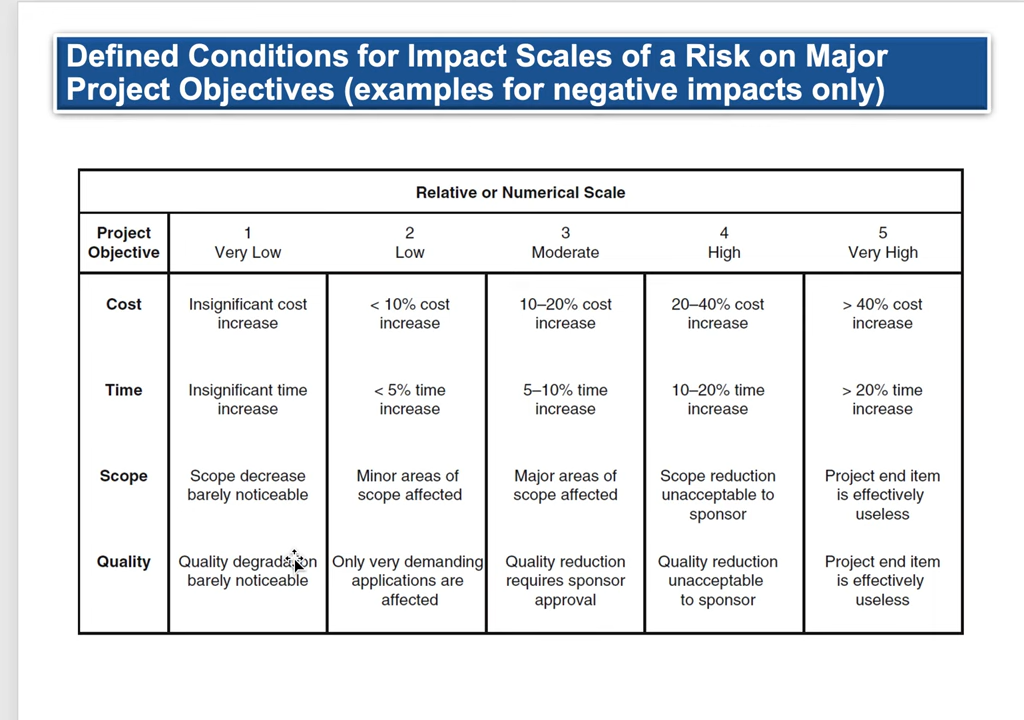 Defined Conditions for Impact Scales of a Risk on Major
Project Objectives (examples for negative impacts only)
Relative or Numerical Scale
Project Objective
1 Very Low
2 Low
3 Moderate
4 High
5 Very High
Cost
Insignificant cost
increase
< 10% cost
increase
10–20% cost
increase
20–40% cost
increase
> 40% cost
increase
Time
Insignificant time
increase
< 5% time
increase
5–10% time
increase
10–20% time
increase
> 20% time
increase
Scope
Scope decrease
barely noticeable
Minor areas of
scope affected
Major areas of
scope affected
Scope reduction
unacceptable to
sponsor
Project end item
is effectively
useless
Quality
Quality degradation
barely noticeable
Only very demanding
applications are
affected
Quality reduction
requires sponsor
approval
Quality reduction
unacceptable
to sponsor
Project end item
is effectively
useless